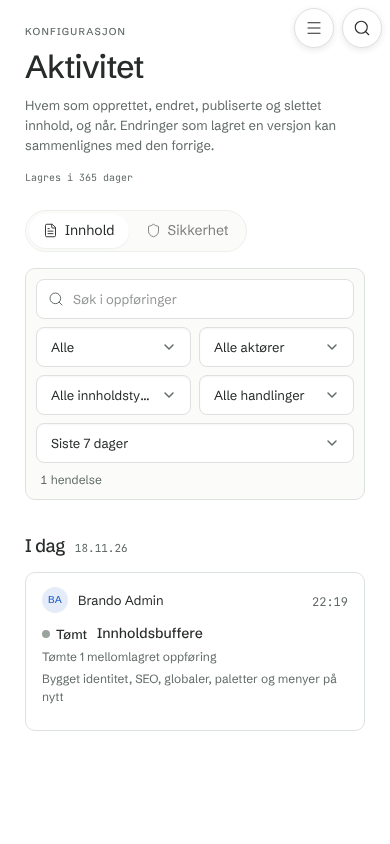 KONFIGURASJON
Aktivitet
Hvem som opprettet, endret, publiserte og slettet
innhold, og når. Endringer som lagret en versjon kan
sammenlignes med den forrige.
Lagres i 365 dager
Innhold
Sikkerhet
Søk i oppføringer
Alle
Alle aktører
Alle innholdsty...
Alle handlinger
Siste 7 dager
1 hendelse
I dag 18.11.26
BA Brando Admin 22:19
Tømt Innholdsbuffere
Tømte 1 mellomlagret oppføring
Bygget identitet, SEO, globaler, paletter og menyer på
nytt